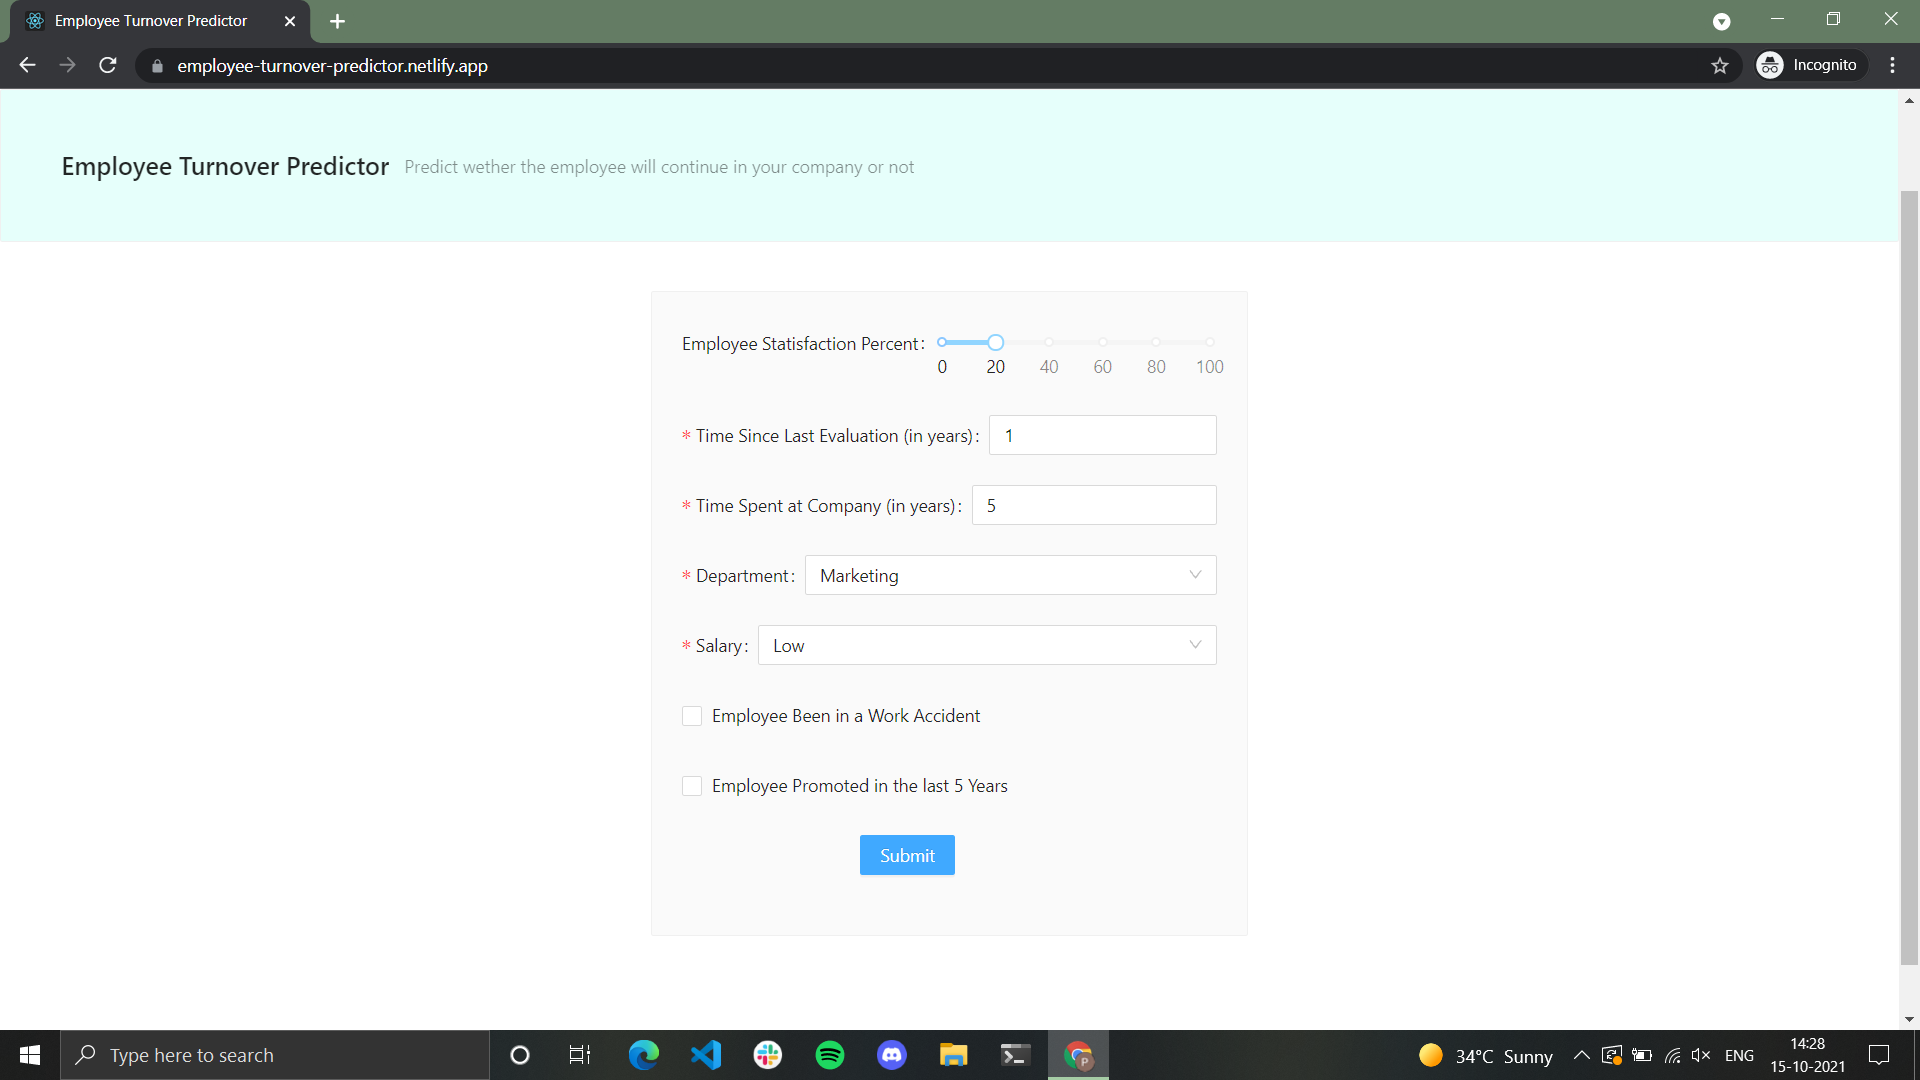 Employee Turnover Predictor
employee-turnover-predictor.netlify.app
Incognito
Employee Turnover Predictor Predict wether the employee will continue in your company or not
Employee Statisfaction Percent:
0 20 40 60 80 100
* Time Since Last Evaluation (in years): 1
* Time Spent at Company (in years): 5
* Department: Marketing
* Salary: Low
Employee Been in a Work Accident
Employee Promoted in the last 5 Years
Submit
Type here to search
34°C Sunny
ENG
14:28
15-10-2021
P